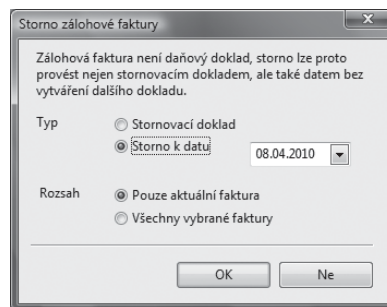 Storno zálohové faktury
Zálohová faktura není daňový doklad, storno lze proto
provést nejen stornovacím dokladem, ale také datem bez
vytváření dalšího dokladu.
Typ
Stornovací doklad
Storno k datu
08.04.2010
Rozsah
Pouze aktuální faktura
Všechny vybrané faktury
OK
Ne